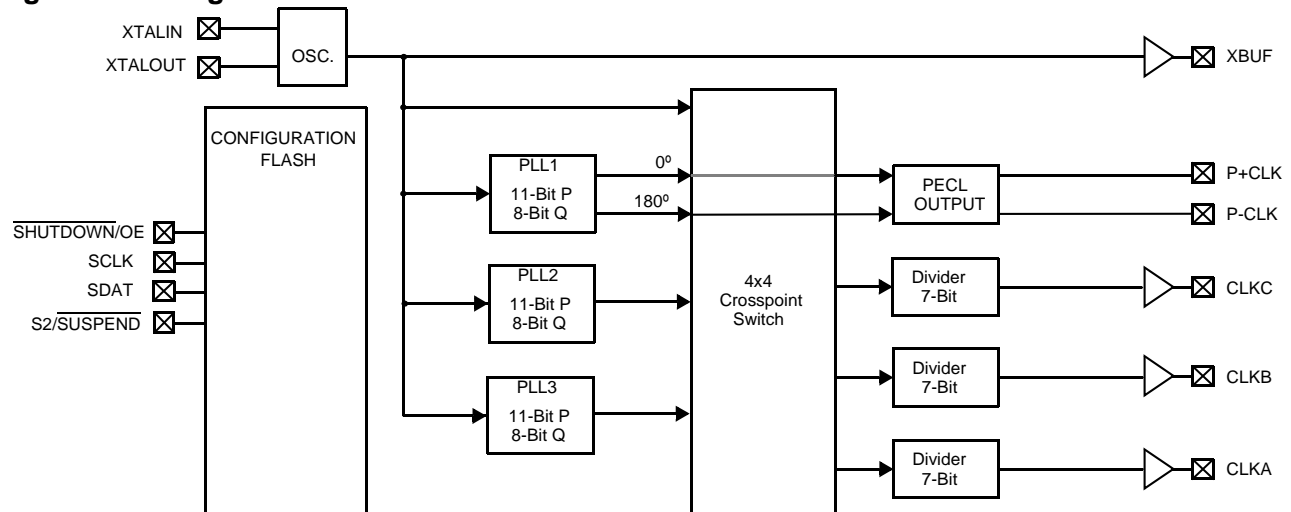 XTALIN
XTALOUT
OSC.
XBUF
CONFIGURATION
FLASH
SHUTDOWN/OE
SCLK
SDAT
S2/SUSPEND
PLL1
11-Bit P
8-Bit Q
0º
180º
PLL2
11-Bit P
8-Bit Q
PLL3
11-Bit P
8-Bit Q
4x4
Crosspoint
Switch
PECL
OUTPUT
P+CLK
P-CLK
Divider
7-Bit
CLKC
Divider
7-Bit
CLKB
Divider
7-Bit
CLKA